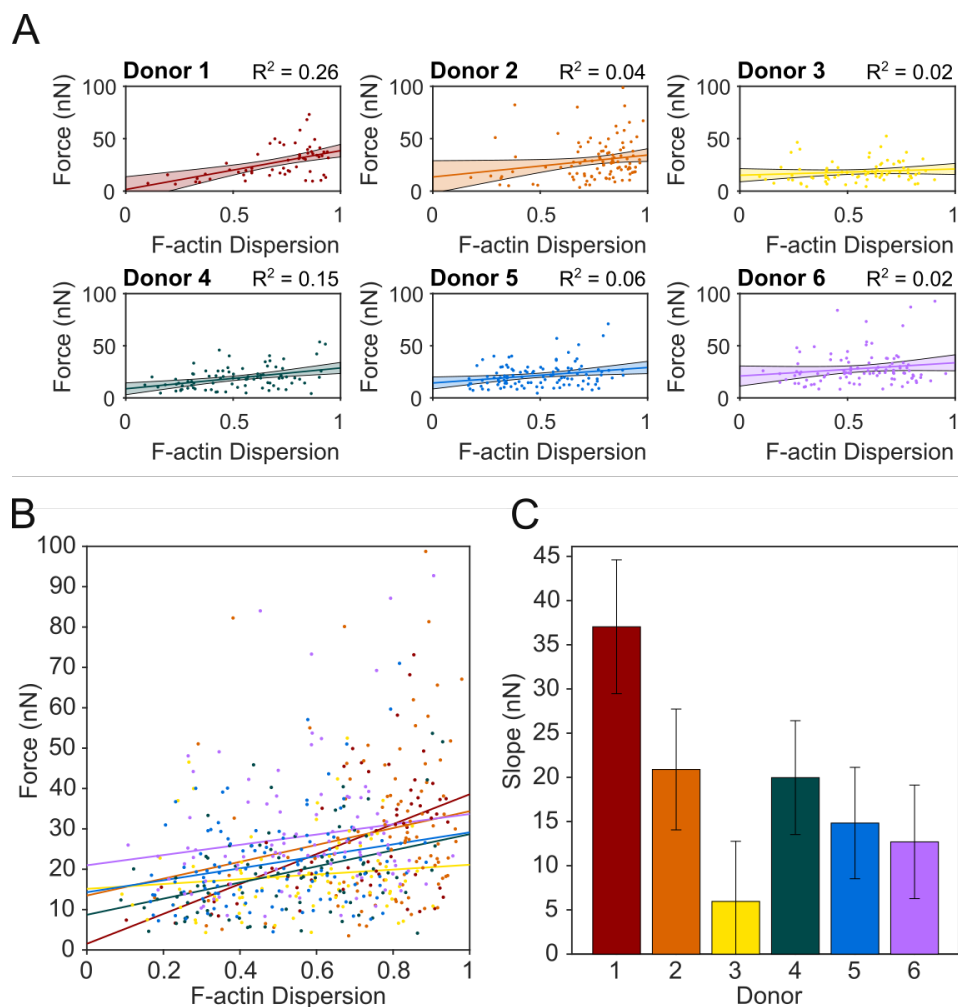 A
Donor 1 R² = 0.26
Donor 2 R² = 0.04
Donor 3 R² = 0.02
100
50
0
Force (nN)
0 0.5 1
F-actin Dispersion
100
50
0
Force (nN)
0 0.5 1
F-actin Dispersion
100
50
0
Force (nN)
0 0.5 1
F-actin Dispersion
Donor 4 R² = 0.15
Donor 5 R² = 0.06
Donor 6 R² = 0.02
100
50
0
Force (nN)
0 0.5 1
F-actin Dispersion
100
50
0
Force (nN)
0 0.5 1
F-actin Dispersion
100
50
0
Force (nN)
0 0.5 1
F-actin Dispersion
B
100
90
80
70
60
50
40
30
20
10
0
Force (nN)
0 0.2 0.4 0.6 0.8 1
F-actin Dispersion
C
45
40
35
30
25
20
15
10
5
0
Slope (nN)
1 2 3 4 5 6
Donor